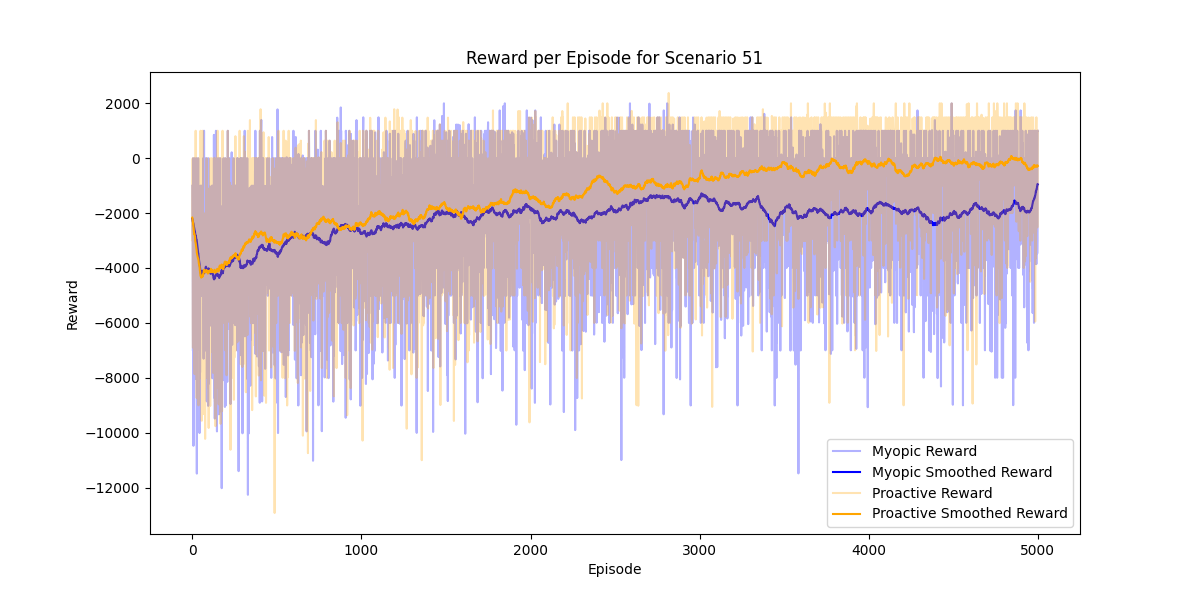 Reward per Episode for Scenario 51
Reward
2000
0
−2000
−4000
−6000
−8000
−10000
−12000
0 1000 2000 3000 4000 5000
Episode
Myopic Reward
Myopic Smoothed Reward
Proactive Reward
Proactive Smoothed Reward